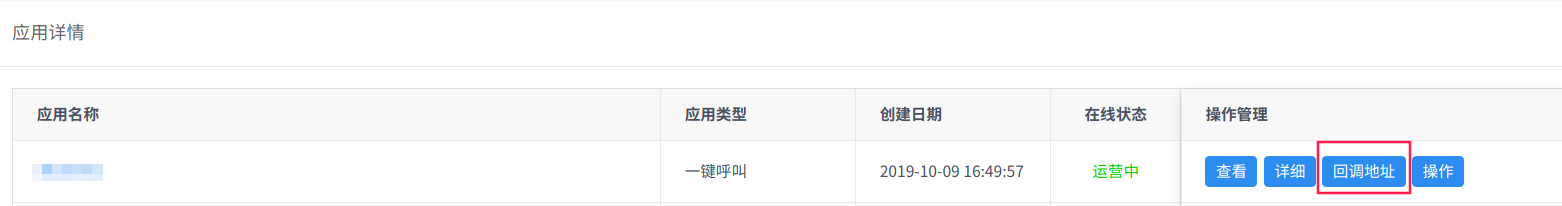 应用详情
应用名称 应用类型 创建日期 在线状态 操作管理
一键呼叫 2019-10-09 16:49:57 运营中 查看 详细 回调地址 操作